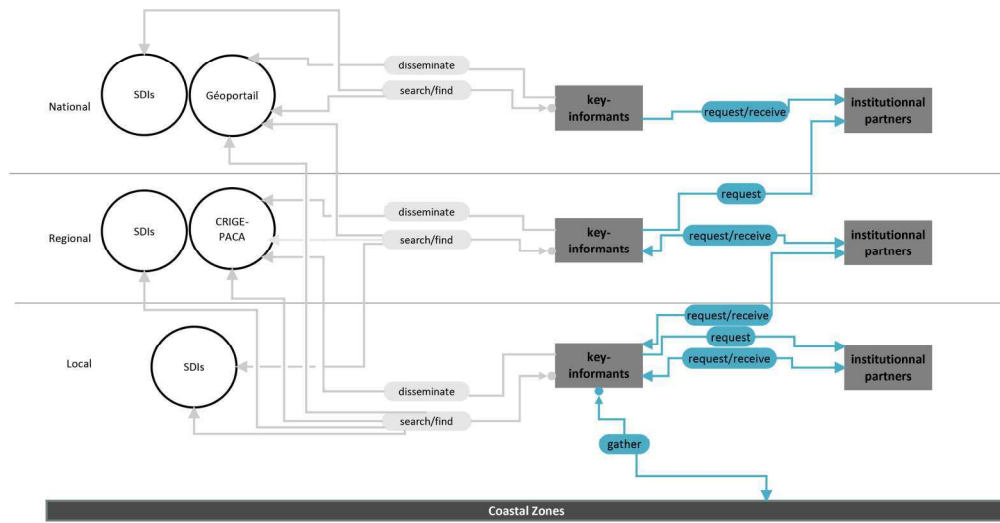 National
SDIs
Géoportail
disseminate
search/find
key-
informants
request/receive
institutionnal
partners
request
Regional
SDIs
CRIGE-
PACA
disseminate
search/find
key-
informants
request/receive
institutionnal
partners
request/receive
Local
SDIs
disseminate
search/find
key-
informants
request
request/receive
institutionnal
partners
gather
Coastal Zones